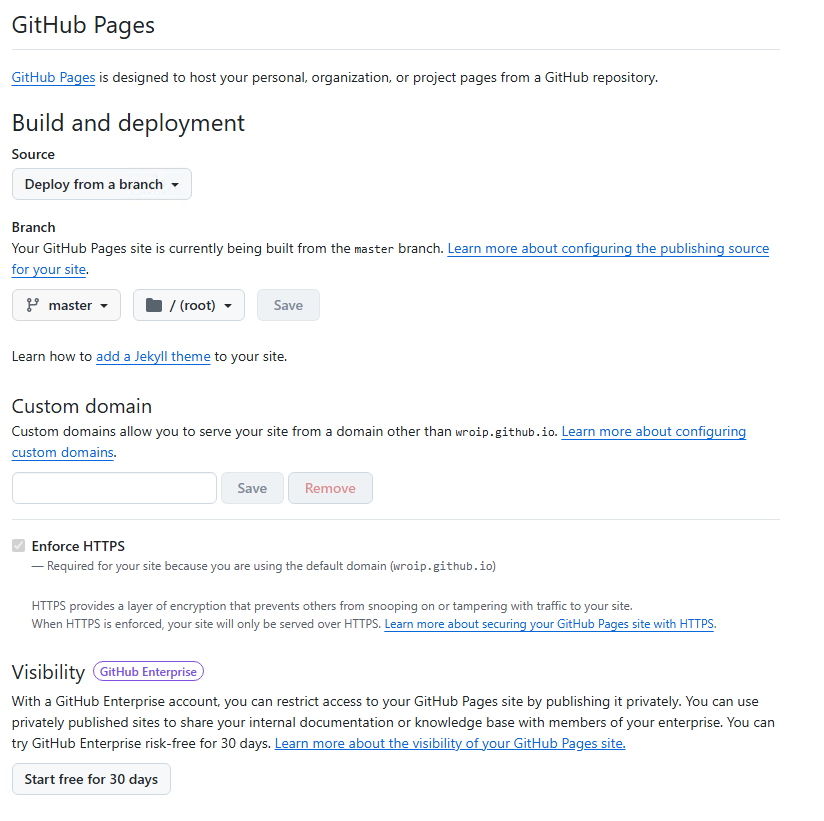 GitHub Pages
GitHub Pages is designed to host your personal, organization, or project pages from a GitHub repository.
Build and deployment
Source
Deploy from a branch
Branch
Your GitHub Pages site is currently being built from the master branch. Learn more about configuring the publishing source
for your site.
master / (root) Save
Learn how to add a Jekyll theme to your site.
Custom domain
Custom domains allow you to serve your site from a domain other than wroip.github.io. Learn more about configuring
custom domains.
Save Remove
Enforce HTTPS
— Required for your site because you are using the default domain (wroip.github.io)
HTTPS provides a layer of encryption that prevents others from snooping on or tampering with traffic to your site.
When HTTPS is enforced, your site will only be served over HTTPS. Learn more about securing your GitHub Pages site with HTTPS.
Visibility GitHub Enterprise
With a GitHub Enterprise account, you can restrict access to your GitHub Pages site by publishing it privately. You can use
privately published sites to share your internal documentation or knowledge base with members of your enterprise. You can
try GitHub Enterprise risk-free for 30 days. Learn more about the visibility of your GitHub Pages site.
Start free for 30 days